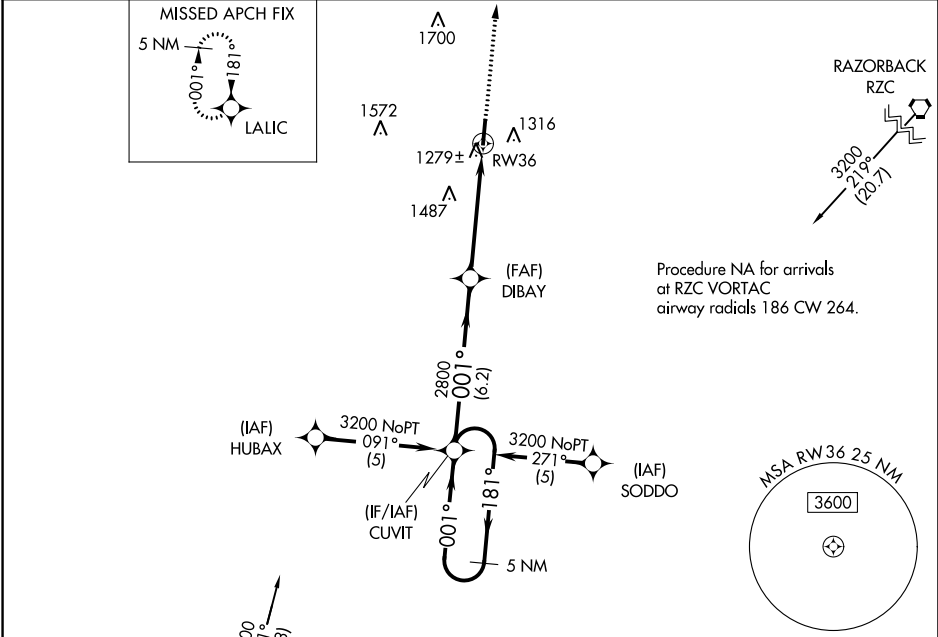 MISSED APCH FIX
5 NM
001°
181°
LALIC
1700
1572
1316
1279±
RW36
1487
RAZORBACK
RZC
3200
219°
(20.7)
(FAF)
DIBAY
Procedure NA for arrivals
at RZC VORTAC
airway radials 186 CW 264.
2800
001°
(6.2)
(IAF)
HUBAX
3200 NoPT
091°
(5)
3200 NoPT
271°
(5)
(IAF)
SODDO
(IF/IAF)
CUVIT
001°
181°
5 NM
MSA RW36 25 NM
3600